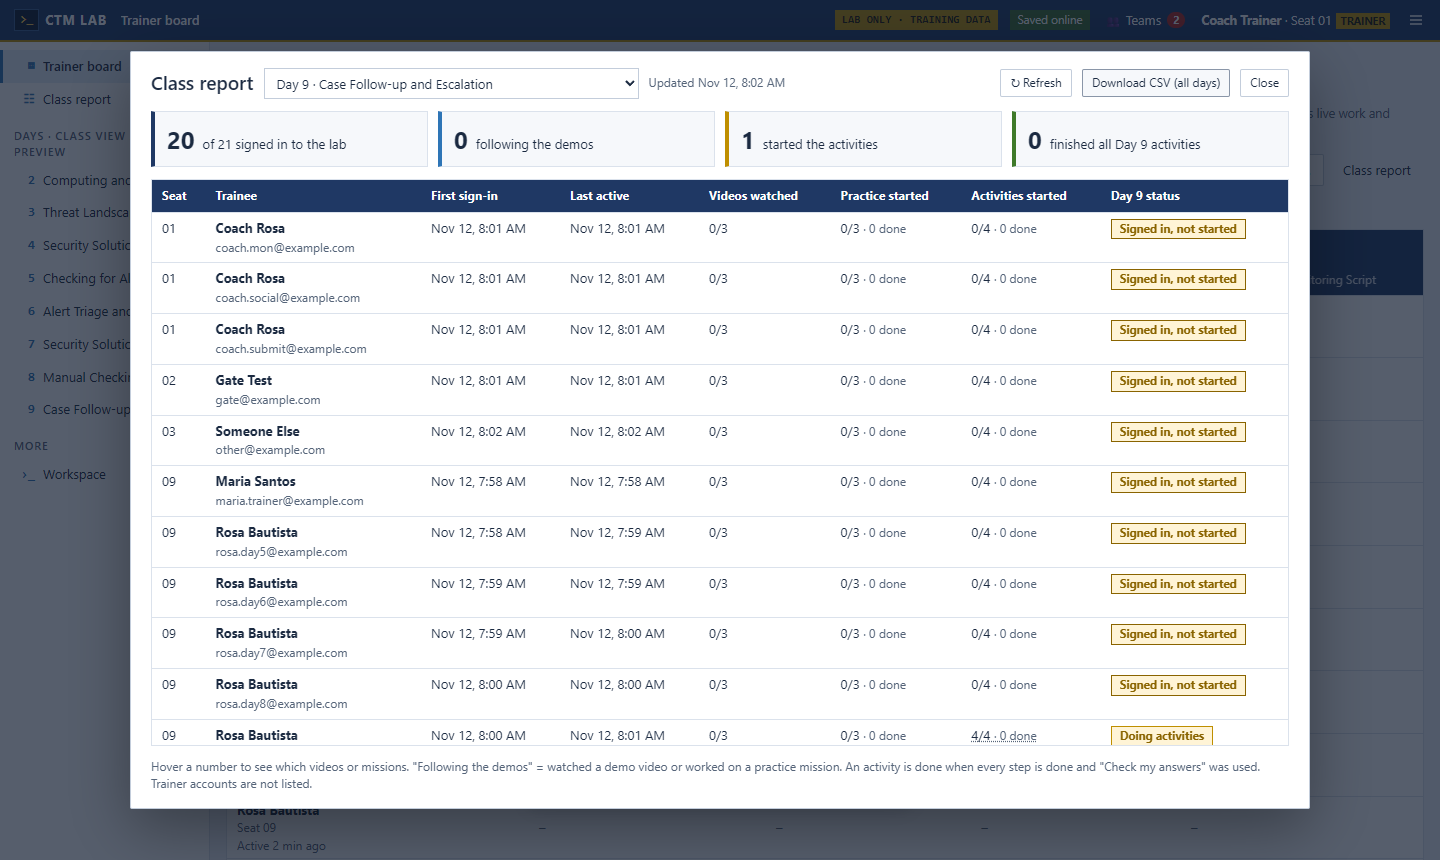 >_ CTM LAB Trainer board LAB ONLY · TRAINING DATA Saved online Teams 2 Coach Trainer · Seat 01 TRAINER
Trainer board
Class report
DAYS · CLASS VIEW
PREVIEW
2 Computing and
3 Threat Landsca
4 Security Solutio
5 Checking for Al
6 Alert Triage and
7 Security Solutio
8 Manual Checkin
9 Case Follow-up
MORE
>_ Workspace
Class report Day 9 · Case Follow-up and Escalation Updated Nov 12, 8:02 AM ↻ Refresh Download CSV (all days) Close
20 of 21 signed in to the lab
0 following the demos
1 started the activities
0 finished all Day 9 activities
Seat Trainee First sign-in Last active Videos watched Practice started Activities started Day 9 status
01 Coach Rosa Nov 12, 8:01 AM Nov 12, 8:01 AM 0/3 0/3 · 0 done 0/4 · 0 done Signed in, not started
coach.mon@example.com
01 Coach Rosa Nov 12, 8:01 AM Nov 12, 8:01 AM 0/3 0/3 · 0 done 0/4 · 0 done Signed in, not started
coach.social@example.com
01 Coach Rosa Nov 12, 8:01 AM Nov 12, 8:01 AM 0/3 0/3 · 0 done 0/4 · 0 done Signed in, not started
coach.submit@example.com
02 Gate Test Nov 12, 8:01 AM Nov 12, 8:01 AM 0/3 0/3 · 0 done 0/4 · 0 done Signed in, not started
gate@example.com
03 Someone Else Nov 12, 8:02 AM Nov 12, 8:02 AM 0/3 0/3 · 0 done 0/4 · 0 done Signed in, not started
other@example.com
09 Maria Santos Nov 12, 7:58 AM Nov 12, 7:58 AM 0/3 0/3 · 0 done 0/4 · 0 done Signed in, not started
maria.trainer@example.com
09 Rosa Bautista Nov 12, 7:58 AM Nov 12, 7:59 AM 0/3 0/3 · 0 done 0/4 · 0 done Signed in, not started
rosa.day5@example.com
09 Rosa Bautista Nov 12, 7:59 AM Nov 12, 7:59 AM 0/3 0/3 · 0 done 0/4 · 0 done Signed in, not started
rosa.day6@example.com
09 Rosa Bautista Nov 12, 7:59 AM Nov 12, 8:00 AM 0/3 0/3 · 0 done 0/4 · 0 done Signed in, not started
rosa.day7@example.com
09 Rosa Bautista Nov 12, 8:00 AM Nov 12, 8:00 AM 0/3 0/3 · 0 done 0/4 · 0 done Signed in, not started
rosa.day8@example.com
09 Rosa Bautista Nov 12, 8:00 AM Nov 12, 8:01 AM 0/3 0/3 · 0 done 4/4 · 0 done Doing activities
Hover a number to see which videos or missions. "Following the demos" = watched a demo video or worked on a practice mission. An activity is done when every step is done and "Check my answers" was used.
Trainer accounts are not listed.
s live work and
Class report
toring Script
Rosa Bautista
Seat 09 – – – –
Active 2 min ago